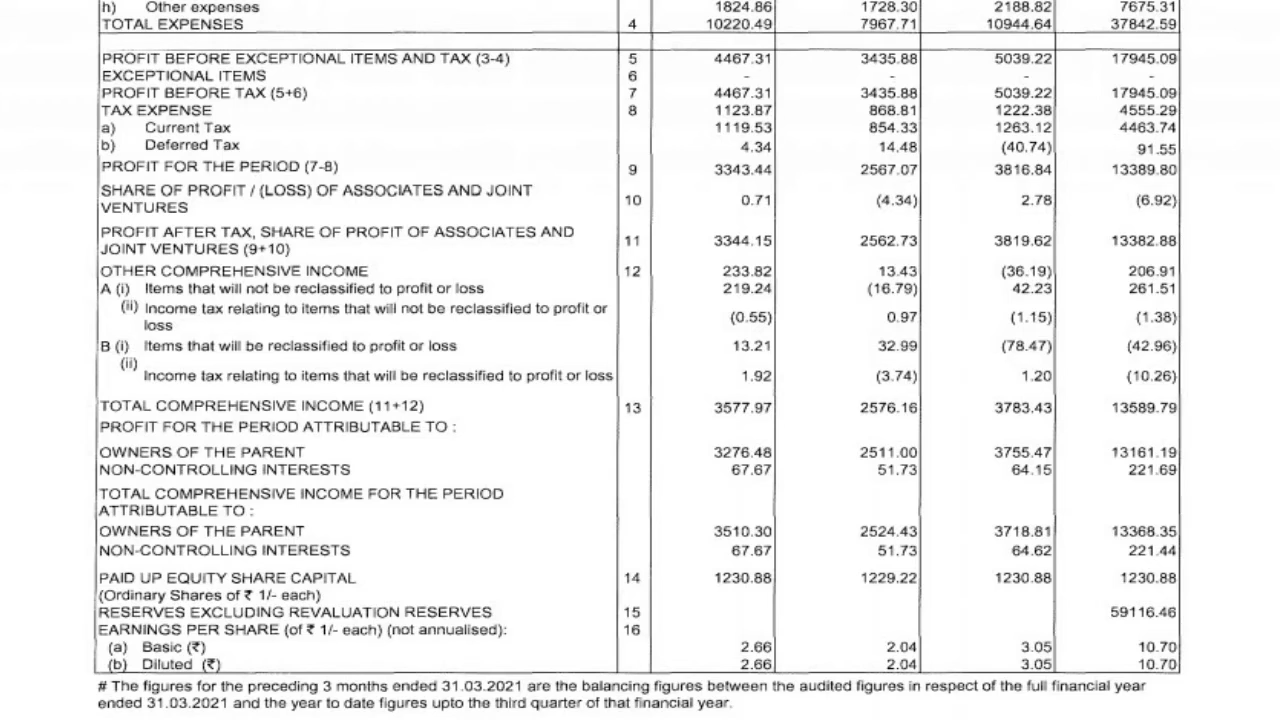 h) Other expenses 1824.86 1728.30 2188.82 7675.31
TOTAL EXPENSES 4 10220.49 7967.71 10944.64 37842.59
PROFIT BEFORE EXCEPTIONAL ITEMS AND TAX (3-4) 5 4467.31 3435.88 5039.22 17945.09
EXCEPTIONAL ITEMS 6 - - - -
PROFIT BEFORE TAX (5+6) 7 4467.31 3435.88 5039.22 17945.09
TAX EXPENSE 8 1123.87 868.81 1222.38 4555.29
a) Current Tax 1119.53 854.33 1263.12 4463.74
b) Deferred Tax 4.34 14.48 (40.74) 91.55
PROFIT FOR THE PERIOD (7-8) 9 3343.44 2567.07 3816.84 13389.80
SHARE OF PROFIT / (LOSS) OF ASSOCIATES AND JOINT
VENTURES 10 0.71 (4.34) 2.78 (6.92)
PROFIT AFTER TAX, SHARE OF PROFIT OF ASSOCIATES AND
JOINT VENTURES (9+10) 11 3344.15 2562.73 3819.62 13382.88
OTHER COMPREHENSIVE INCOME 12 233.82 13.43 (36.19) 206.91
A (i) Items that will not be reclassified to profit or loss 219.24 (16.79) 42.23 261.51
(ii) Income tax relating to items that will not be reclassified to profit or
loss (0.55) 0.97 (1.15) (1.38)
B (i) Items that will be reclassified to profit or loss 13.21 32.99 (78.47) (42.96)
(ii)
Income tax relating to items that will be reclassified to profit or loss 1.92 (3.74) 1.20 (10.26)
TOTAL COMPREHENSIVE INCOME (11+12) 13 3577.97 2576.16 3783.43 13589.79
PROFIT FOR THE PERIOD ATTRIBUTABLE TO :
OWNERS OF THE PARENT 3276.48 2511.00 3755.47 13161.19
NON-CONTROLLING INTERESTS 67.67 51.73 64.15 221.69
TOTAL COMPREHENSIVE INCOME FOR THE PERIOD
ATTRIBUTABLE TO :
OWNERS OF THE PARENT 3510.30 2524.43 3718.81 13368.35
NON-CONTROLLING INTERESTS 67.67 51.73 64.62 221.44
PAID UP EQUITY SHARE CAPITAL 14 1230.88 1229.22 1230.88 1230.88
(Ordinary Shares of ₹ 1/- each)
RESERVES EXCLUDING REVALUATION RESERVES 15 59116.46
EARNINGS PER SHARE (of ₹ 1/- each) (not annualised): 16
(a) Basic (₹) 2.66 2.04 3.05 10.70
(b) Diluted (₹) 2.66 2.04 3.05 10.70
# The figures for the preceding 3 months ended 31.03.2021 are the balancing figures between the audited figures in respect of the full financial year
ended 31.03.2021 and the year to date figures upto the third quarter of that financial year.